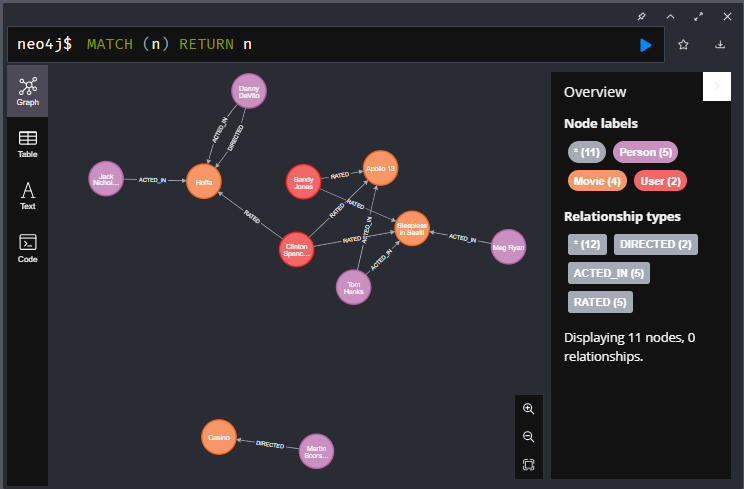 neo4j$ MATCH (n) RETURN n
Graph
Table
Text
Code
Danny
DeVito
ACTED_IN
DIRECTED
Jack
Nichol...
ACTED_IN
Hoffa
RATED
Sandy
Jones
RATED
Apollo 13
RATED
RATED
ACTED_IN
Clinton
Spenc...
RATED
Sleepless
in Seattl
ACTED_IN
ACTED_IN
Meg Ryan
Tom
Hanks
Casino
DIRECTED
Martin
Scors...
Overview
Node labels
* (11)
Person (5)
Movie (4)
User (2)
Relationship types
* (12)
DIRECTED (2)
ACTED_IN (5)
RATED (5)
Displaying 11 nodes, 0
relationships.